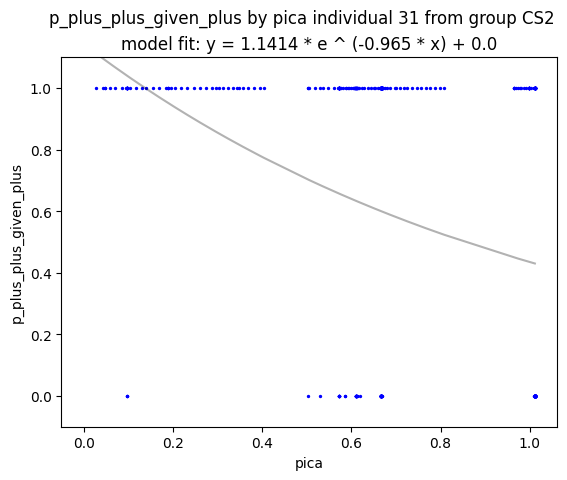 p_plus_plus_given_plus by pica individual 31 from group CS2
model fit: y = 1.1414 * e ^ (-0.965 * x) + 0.0
1.0
0.8
0.6
0.4
0.2
0.0
p_plus_plus_given_plus
0.0 0.2 0.4 0.6 0.8 1.0
pica